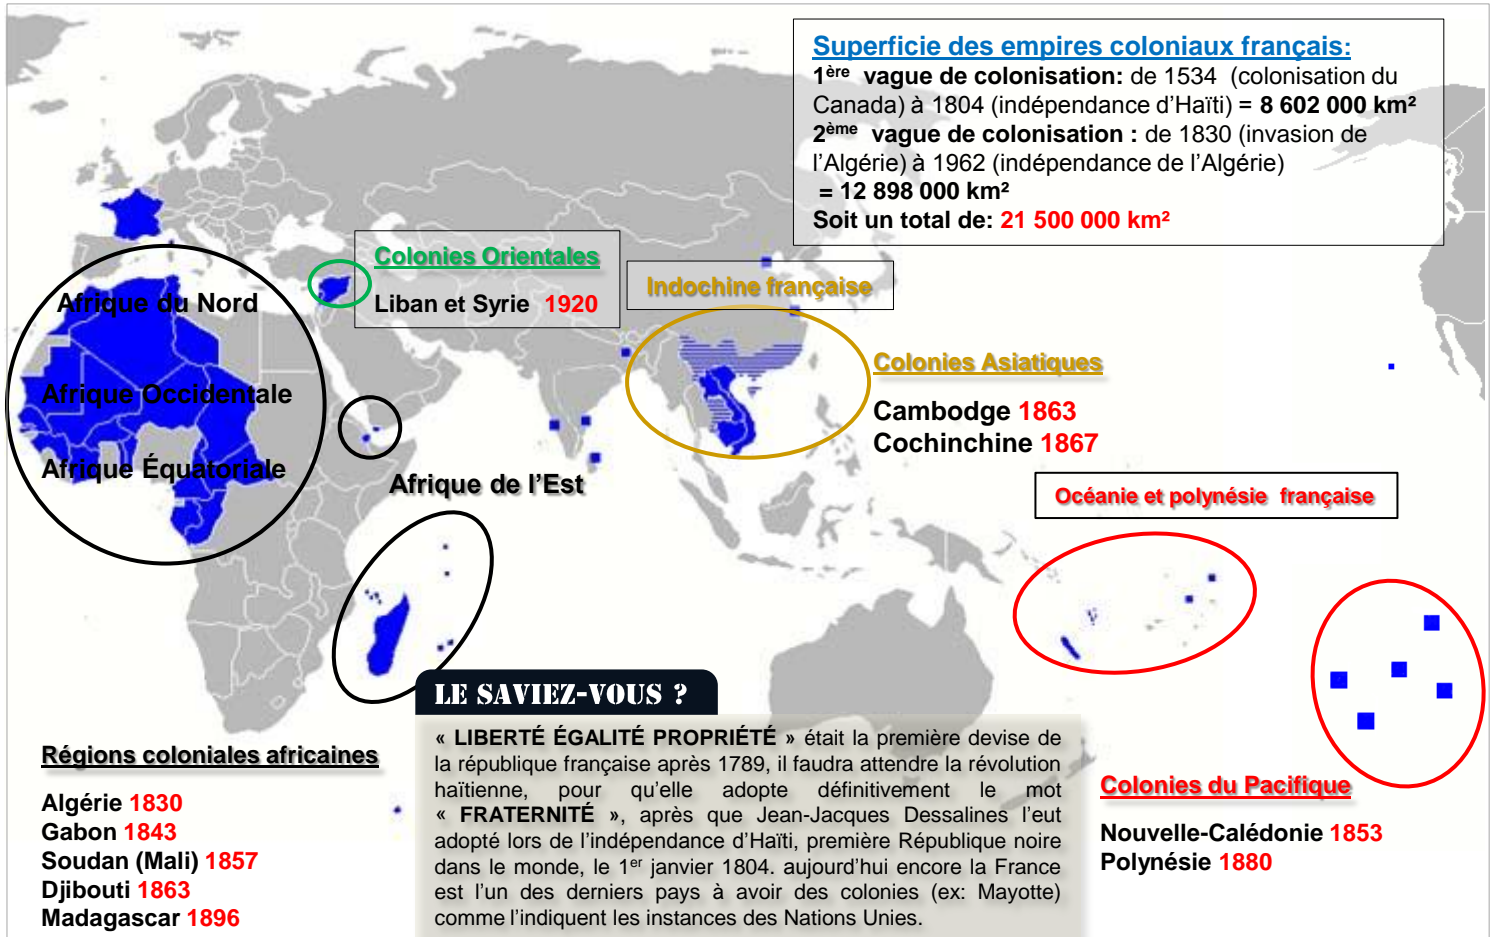 Superficie des empires coloniaux français:
1ère vague de colonisation: de 1534 (colonisation du
Canada) à 1804 (indépendance d'Haïti) = 8 602 000 km²
2ème vague de colonisation : de 1830 (invasion de
l'Algérie) à 1962 (indépendance de l'Algérie)
= 12 898 000 km²
Soit un total de: 21 500 000 km²
Colonies Orientales
Liban et Syrie 1920
Indochine française
Afrique du Nord
Afrique Occidentale
Afrique Équatoriale
Afrique de l'Est
Colonies Asiatiques
Cambodge 1863
Cochinchine 1867
Océanie et polynésie française
LE SAVIEZ-VOUS ?
« LIBERTÉ ÉGALITÉ PROPRIÉTÉ » était la première devise de
la république française après 1789, il faudra attendre la révolution
haïtienne, pour qu'elle adopte définitivement le mot
« FRATERNITÉ », après que Jean-Jacques Dessalines l'eut
adopté lors de l'indépendance d'Haïti, première République noire
dans le monde, le 1er janvier 1804. aujourd'hui encore la France
est l'un des derniers pays à avoir des colonies (ex: Mayotte)
comme l'indiquent les instances des Nations Unies.
Régions coloniales africaines
Algérie 1830
Gabon 1843
Soudan (Mali) 1857
Djibouti 1863
Madagascar 1896
Colonies du Pacifique
Nouvelle-Calédonie 1853
Polynésie 1880